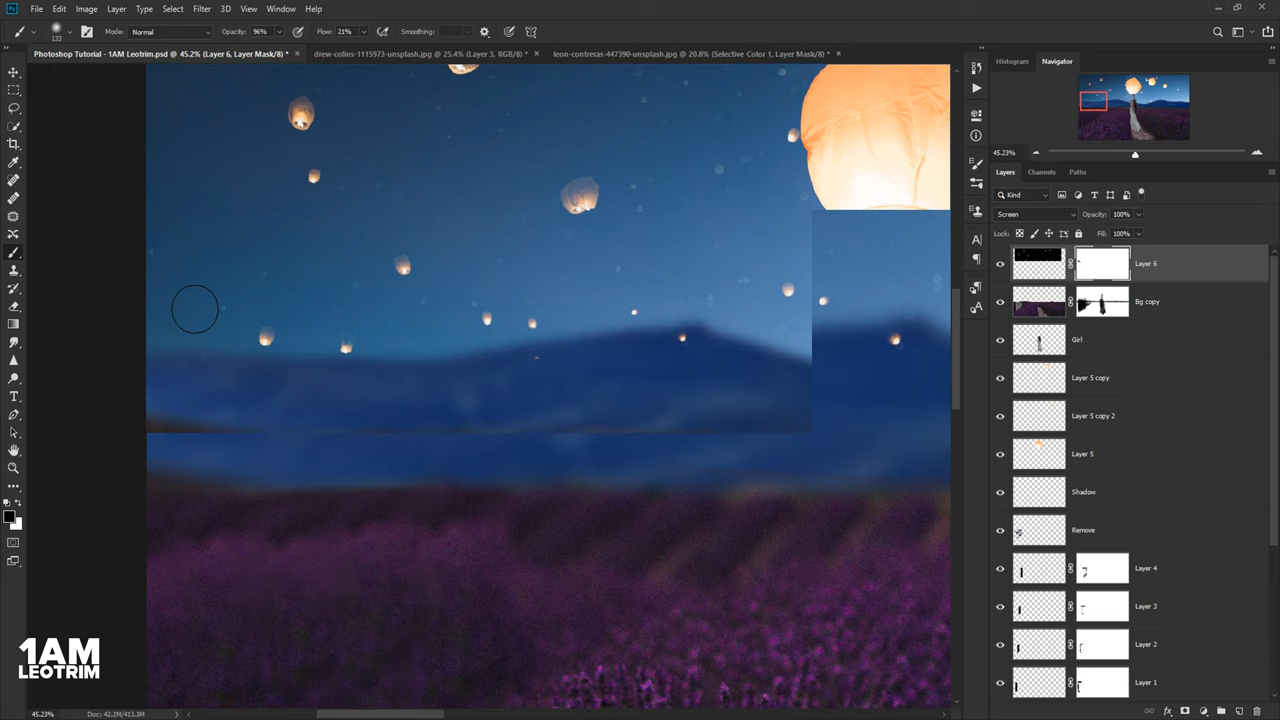 Ps File Edit Image Layer Type Select Filter 3D View Window Help
133 Mode: Normal Opacity: 96% Flow: 21% Smoothing:
Photoshop Tutorial - 1AM Leotrim.psd @ 45.2% (Layer 6, Layer Mask/8) * × drew-colins-1115973-unsplash.jpg @ 25.4% (Layer 3, RGB/8) * × leon-contreras-447390-unsplash.jpg @ 20.8% (Selective Color 1, Layer Mask/8) * ×
Histogram Navigator
45.23%
Layers Channels Paths
Kind
Screen Opacity: 100%
Lock: Fill: 100%
Layer 6
Bg copy
Girl
Layer 5 copy
Layer 5 copy 2
Layer 5
Shadow
Remove
Layer 4
Layer 3
Layer 2
Layer 1
1AM
LEOTRIM
45.23% Doc: 42.2M/413.3M